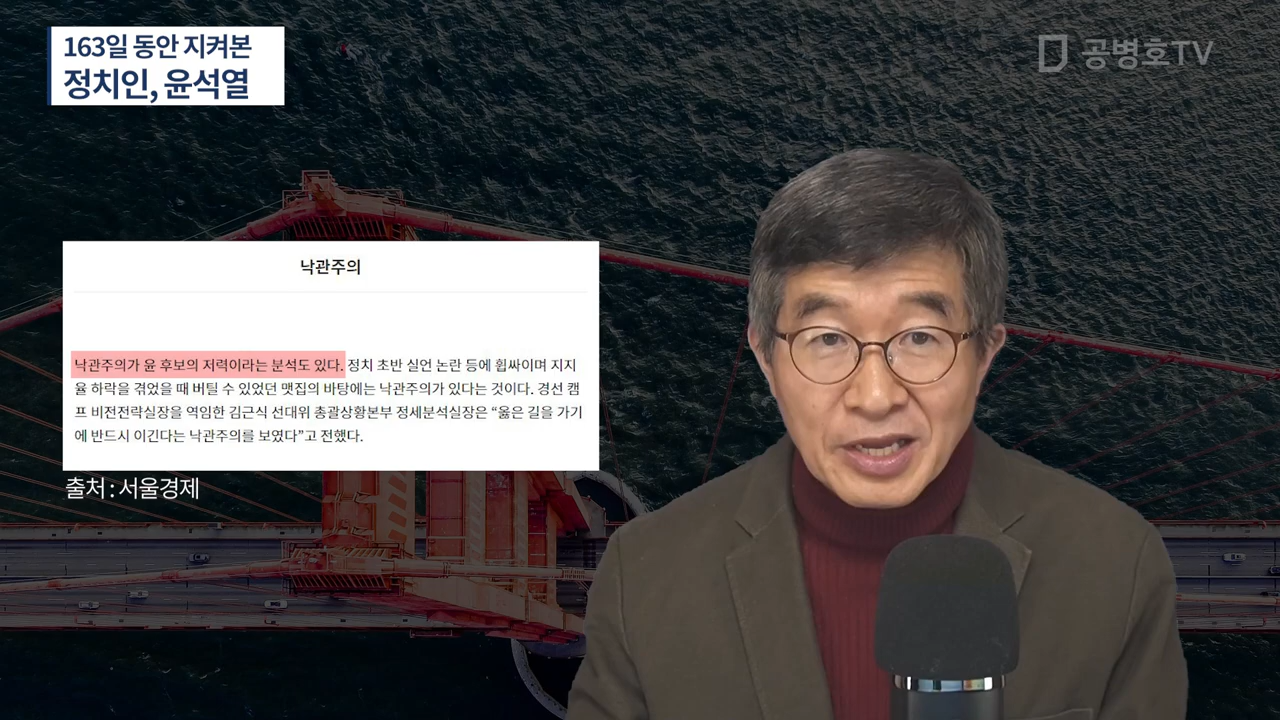 163일 동안 지켜본
정치인, 윤석열
공병호TV
낙관주의
낙관주의가 윤 후보의 저력이라는 분석도 있다. 정치 초반 실언 논란 등에 휩싸이며 지지
율 하락을 겪었을 때 버틸 수 있었던 맷집의 바탕에는 낙관주의가 있다는 것이다. 경선 캠
프 비전전략실장을 역임한 김근식 선대위 총괄상황본부 정세분석실장은 “옳은 길을 가기
에 반드시 이긴다는 낙관주의를 보였다”고 전했다.
출처 : 서울경제